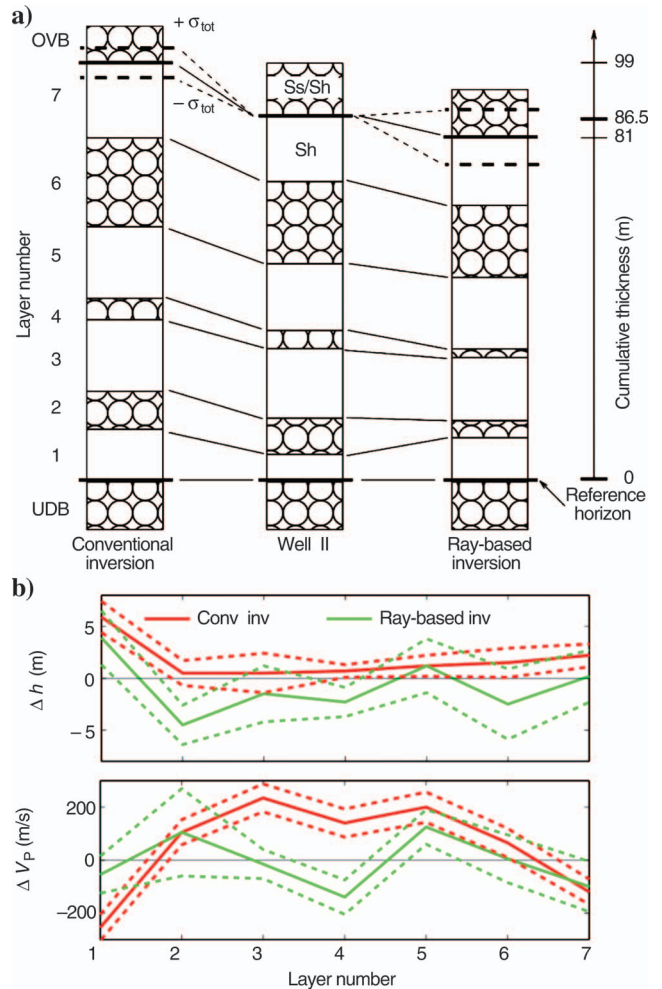 a)
OVB
7
6
5
4
3
2
1
UDB
Layer number
+ σtot
− σtot
Ss/Sh
Sh
99
86.5
81
0
Cumulative thickness (m)
Reference
horizon
Conventional
inversion
Well II
Ray-based
inversion
b)
Conv inv
Ray-based inv
5
0
−5
Δ h (m)
200
0
−200
Δ VP (m/s)
1 2 3 4 5 6 7
Layer number